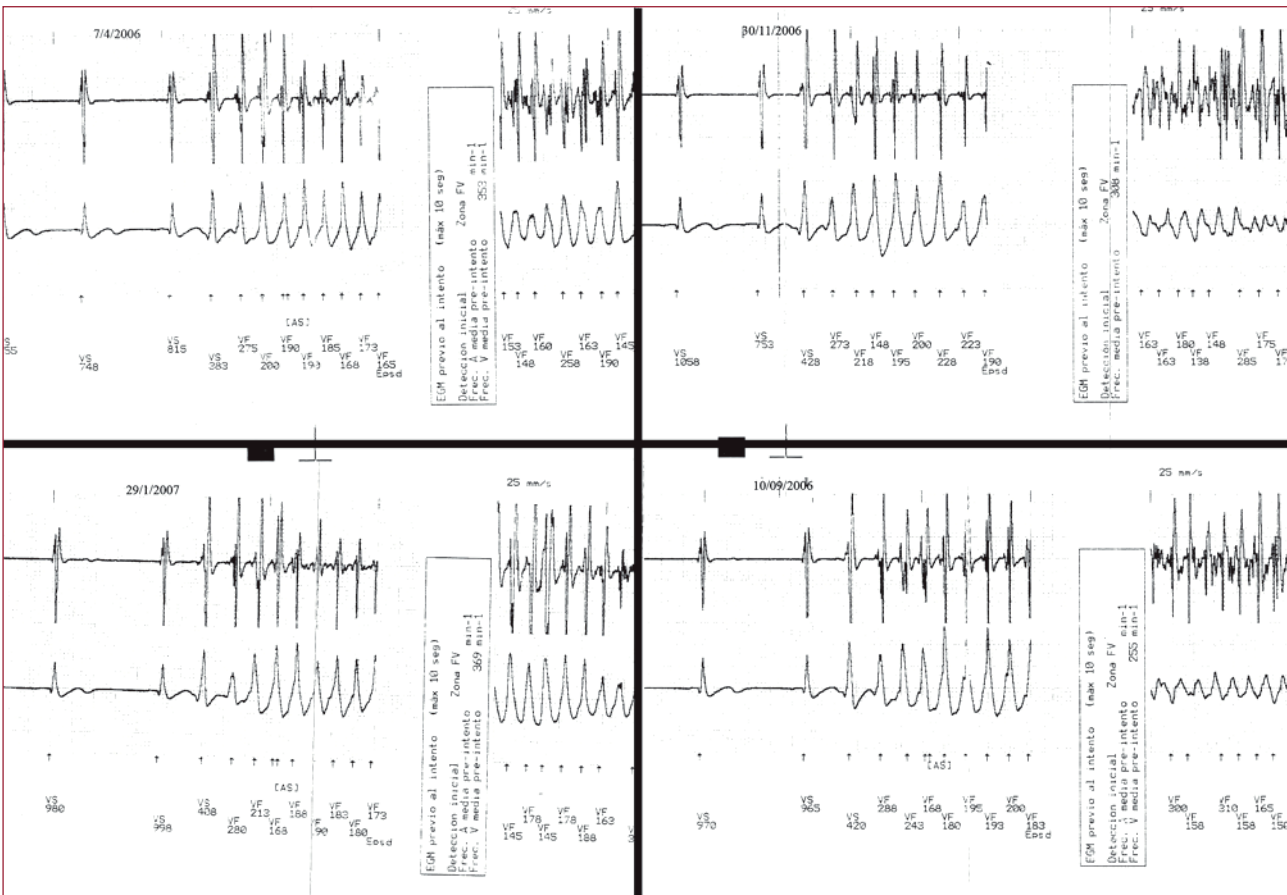 7/4/2006
25 mm/s
[AS]
VS
55
VS
748
VS
815
VS
383
VF
275
VF
200
VF
190
VF
185
VF
168
VF
173
VF
165
Epsd
EGM previo al intento (máx 10 seg)
Detección inicial Zona FV
Frec. A media pre-intento min-1
Frec. V media pre-intento 353 min-1
VF
153
VF
148
VF
160
VF
258
VF
163
VF
190
VF
145
30/11/2006
25 mm/s
VS
1058
VS
753
VS
428
VF
273
VF
218
VF
148
VF
195
VF
200
VF
228
VF
223
VF
190
Epsd
EGM previo al intento (máx 10 seg)
Detección inicial Zona FV
Frec. media pre-intento 308 min-1
VF
163
VF
163
VF
180
VF
138
VF
148
VF
285
VF
175
VF
29/1/2007
25 mm/s
[AS]
VS
980
VS
998
VS
408
VF
280
VF
213
VF
168
VF
188
VF
183
VF
180
VF
173
Epsd
EGM previo al intento (máx 10 seg)
Detección inicial Zona FV
Frec. A media pre-intento min-1
Frec. V media pre-intento 369 min-1
VF
145
VF
178
VF
145
VF
178
VF
188
VF
163
10/09/2006
25 mm/s
[AS]
VS
970
VS
965
VS
420
VF
288
VF
243
VF
168
VF
180
VF
195
VF
193
VF
200
VF
183
Epsd
EGM previo al intento (máx 10 seg)
Detección inicial Zona FV
Frec. A media pre-intento min-1
Frec. V media pre-intento 255 min-1
VF
300
VF
158
VF
310
VF
158
VF
165
VF
150